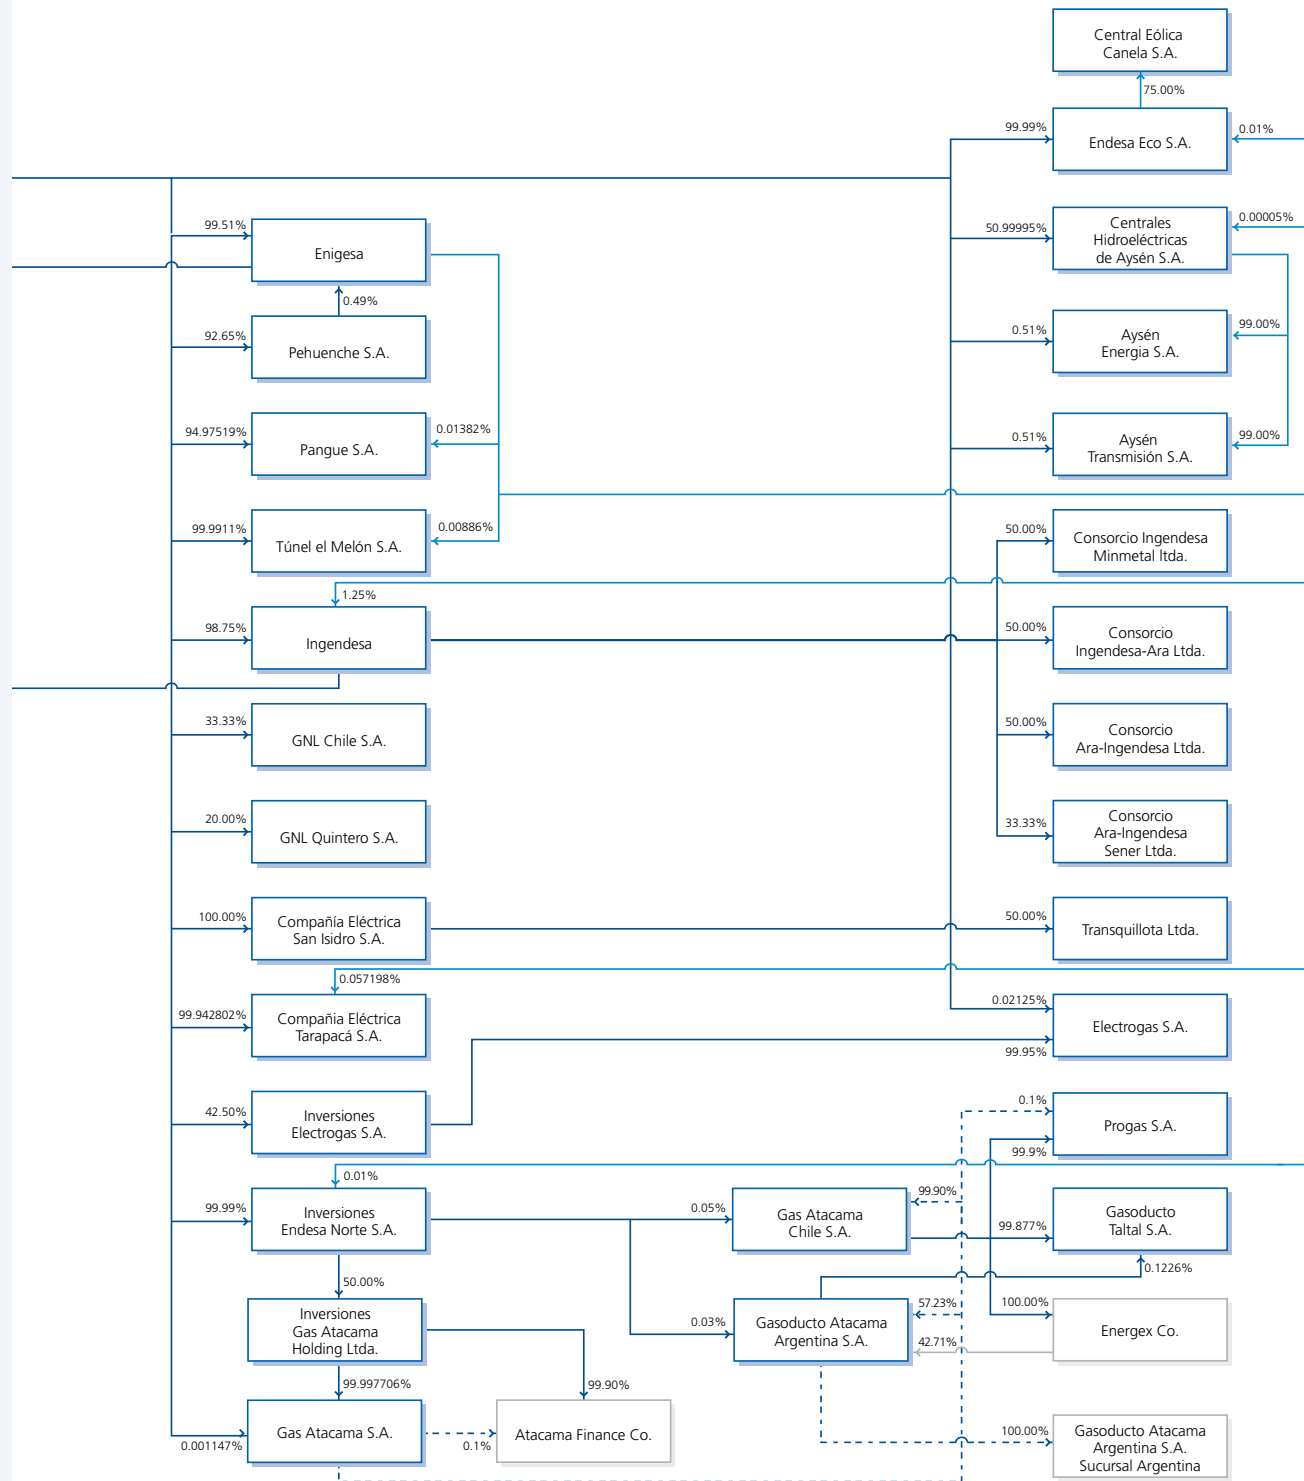 Central Eólica
Canela S.A.
75.00%
99.99%
Endesa Eco S.A.
0.01%
99.51%
Enigesa
0.49%
50.99995%
Centrales
Hidroeléctricas
de Aysén S.A.
0.00005%
92.65%
Pehuenche S.A.
0.51%
Aysén
Energia S.A.
99.00%
94.97519%
Pangue S.A.
0.01382%
0.51%
Aysén
Transmisión S.A.
99.00%
99.9911%
Túnel el Melón S.A.
0.00886%
50.00%
Consorcio Ingendesa
Minmetal ltda.
1.25%
98.75%
Ingendesa
50.00%
Consorcio
Ingendesa-Ara Ltda.
33.33%
GNL Chile S.A.
50.00%
Consorcio
Ara-Ingendesa Ltda.
20.00%
GNL Quintero S.A.
33.33%
Consorcio
Ara-Ingendesa
Sener Ltda.
100.00%
Compañía Eléctrica
San Isidro S.A.
50.00%
Transquillota Ltda.
0.057198%
99.942802%
Compañia Eléctrica
Tarapacá S.A.
0.02125%
Electrogas S.A.
99.95%
42.50%
Inversiones
Electrogas S.A.
0.1%
Progas S.A.
99.9%
0.01%
99.99%
Inversiones
Endesa Norte S.A.
0.05%
Gas Atacama
Chile S.A.
99.90%
99.877%
Gasoducto
Taltal S.A.
0.1226%
50.00%
Inversiones
Gas Atacama
Holding Ltda.
0.03%
Gasoducto Atacama
Argentina S.A.
57.23%
42.71%
100.00%
Energex Co.
99.997706%
99.90%
0.001147%
Gas Atacama S.A.
0.1%
Atacama Finance Co.
100.00%
Gasoducto Atacama
Argentina S.A.
Sucursal Argentina